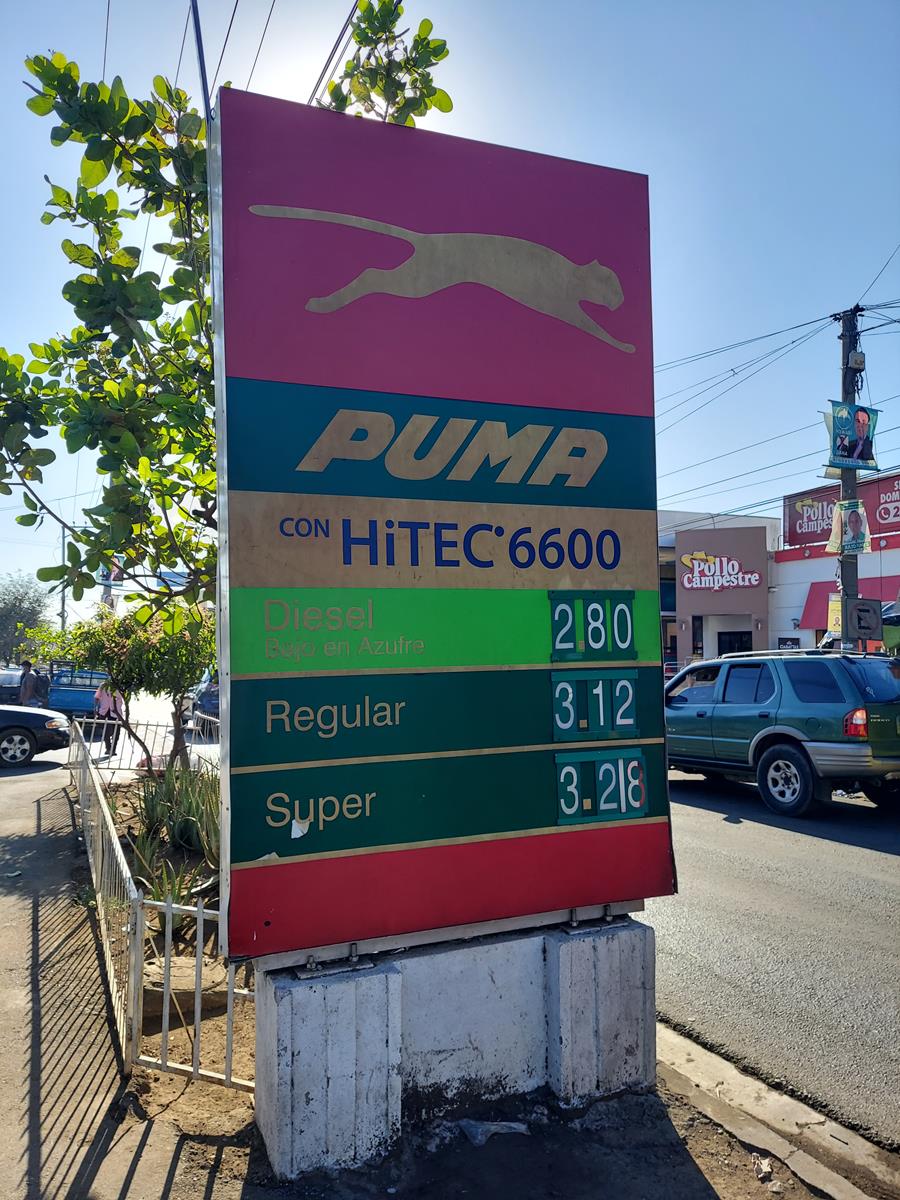 PUMA
CON HiTEC 6600
Diesel 2.80
Bajo en Azufre
Regular 3.12
Super 3.28
Pollo
Campestre
Pollo